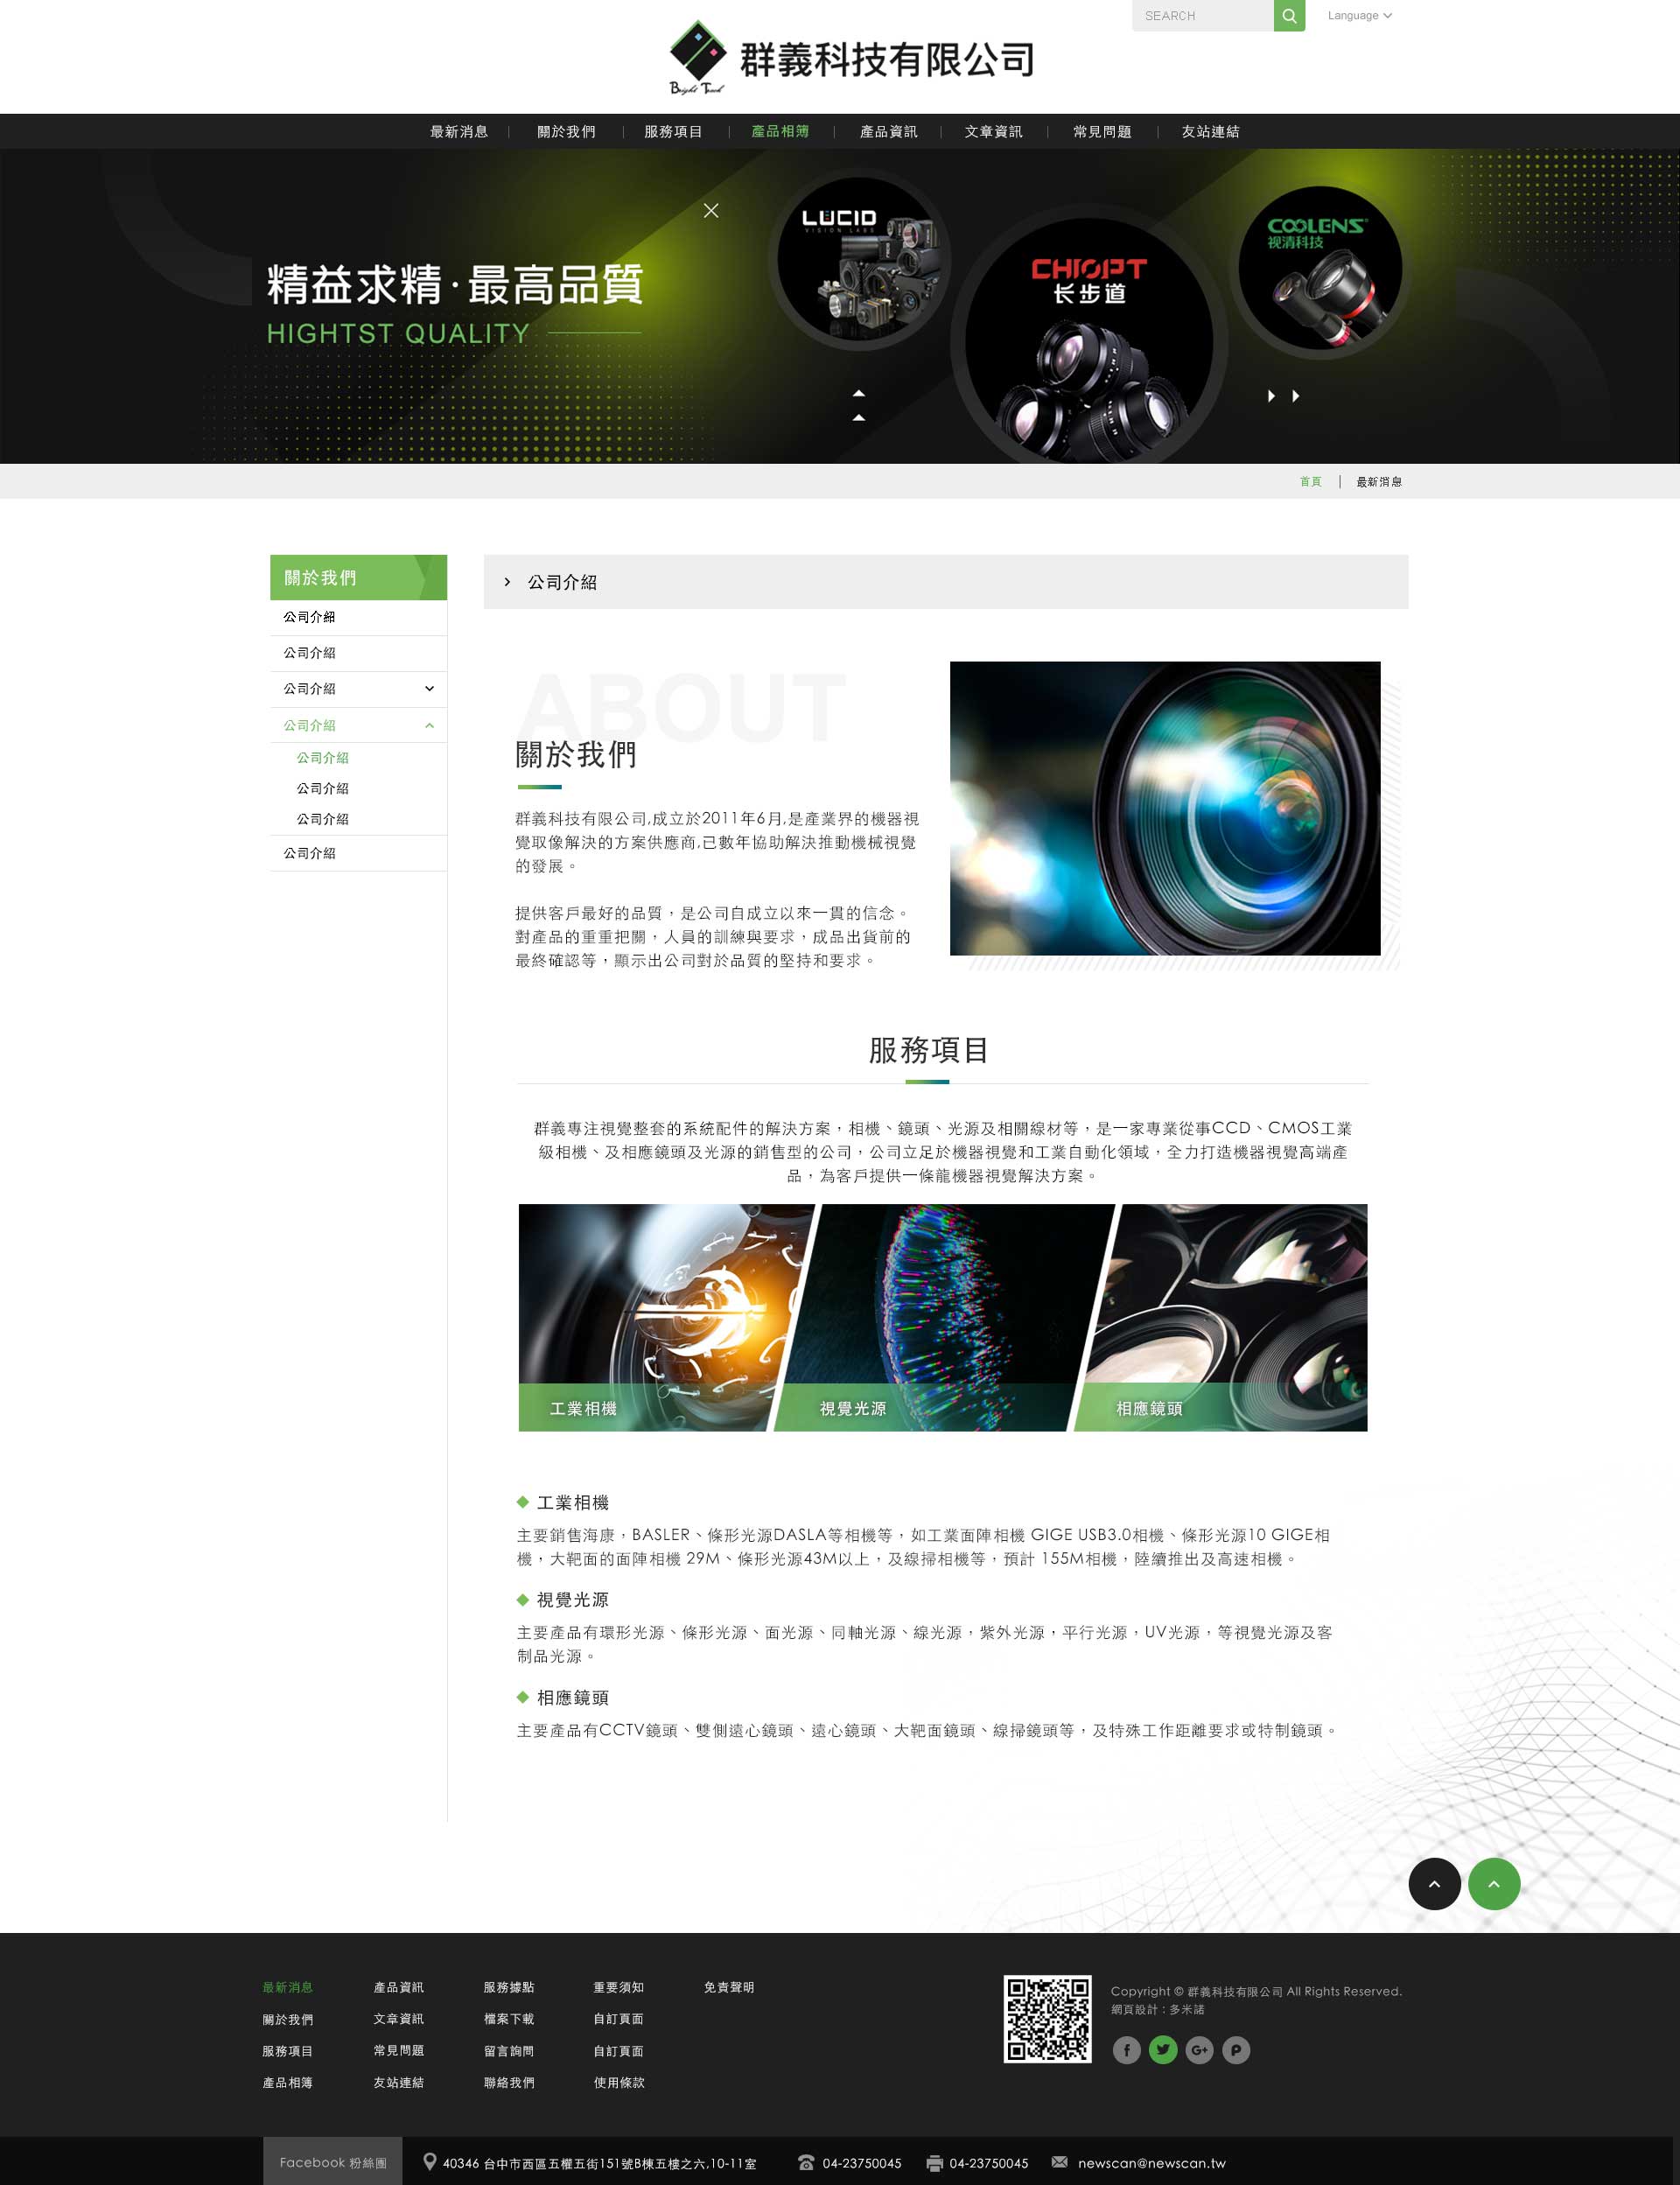 SEARCH
Language
Bright Touch
群義科技有限公司
最新消息
關於我們
服務項目
產品相簿
產品資訊
文章資訊
常見問題
友站連結
LUCID
VISION LABS
CHIOPT
长步道
COOLENS
视清科技
精益求精·最高品質
HIGHTST QUALITY
首頁
最新消息
關於我們
公司介紹
公司介紹
公司介紹
公司介紹
公司介紹
公司介紹
公司介紹
公司介紹
公司介紹
ABOUT
關於我們
群義科技有限公司,成立於2011年6月,是產業界的機器視
覺取像解決的方案供應商,已數年協助解決推動機械視覺
的發展。
提供客戶最好的品質，是公司自成立以來一貫的信念。
對產品的重重把關，人員的訓練與要求，成品出貨前的
最終確認等，顯示出公司對於品質的堅持和要求。
服務項目
群義專注視覺整套的系統配件的解決方案，相機、鏡頭、光源及相關線材等，是一家專業從事CCD、CMOS工業
級相機、及相應鏡頭及光源的銷售型的公司，公司立足於機器視覺和工業自動化領域，全力打造機器視覺高端產
品，為客戶提供一條龍機器視覺解決方案。
工業相機
視覺光源
相應鏡頭
工業相機
主要銷售海康，BASLER、條形光源DASLA等相機等，如工業面陣相機 GIGE USB3.0相機、條形光源10 GIGE相
機，大靶面的面陣相機 29M、條形光源43M以上，及線掃相機等，預計 155M相機，陸續推出及高速相機。
視覺光源
主要產品有環形光源、條形光源、面光源、同軸光源、線光源，紫外光源，平行光源，UV光源，等視覺光源及客
制品光源。
相應鏡頭
主要產品有CCTV鏡頭、雙側遠心鏡頭、遠心鏡頭、大靶面鏡頭、線掃鏡頭等，及特殊工作距離要求或特制鏡頭。
最新消息
關於我們
服務項目
產品相簿
產品資訊
文章資訊
常見問題
友站連結
服務據點
檔案下載
留言詢問
聯絡我們
重要須知
自訂頁面
自訂頁面
使用條款
免責聲明
Copyright © 群義科技有限公司 All Rights Reserved.
網頁設計 : 多米諾
Facebook 粉絲團
40346 台中市西區五權五街151號B棟五樓之六,10-11室
04-23750045
04-23750045
newscan@newscan.tw